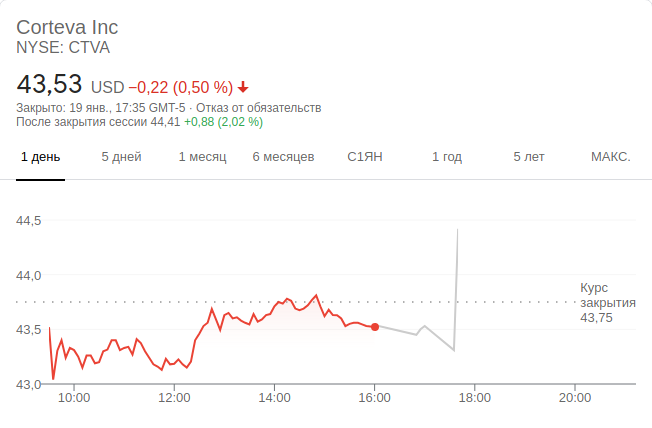 Corteva Inc
NYSE: CTVA
43,53 USD −0,22 (0,50 %)
Закрыто: 19 янв., 17:35 GMT-5 · Отказ от обязательств
После закрытия сессии 44,41 +0,88 (2,02 %)
1 день 5 дней 1 месяц 6 месяцев С1ЯН 1 год 5 лет МАКС.
44,5
44,0
Курс
закрытия
43,75
43,5
43,0
10:00 12:00 14:00 16:00 18:00 20:00